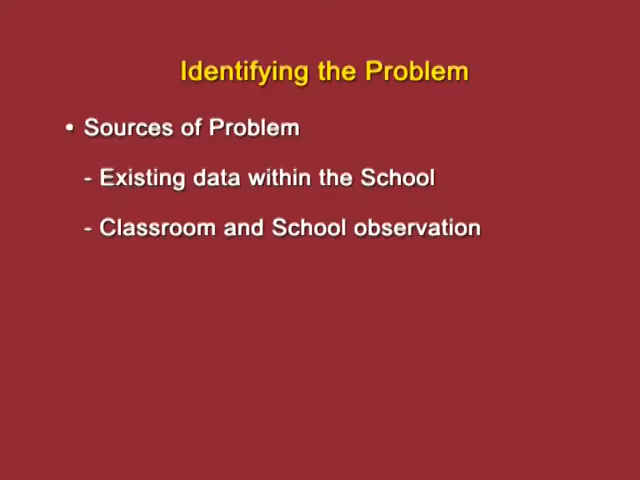 Identifying the Problem
• Sources of Problem
- Existing data within the School
- Classroom and School observation